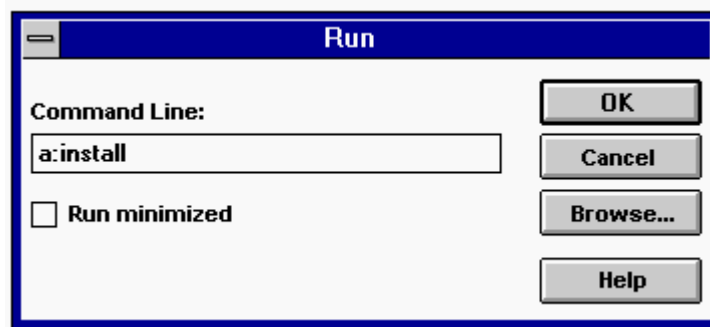 Run
Command Line:
a:install
Run minimized
OK
Cancel
Browse...
Help